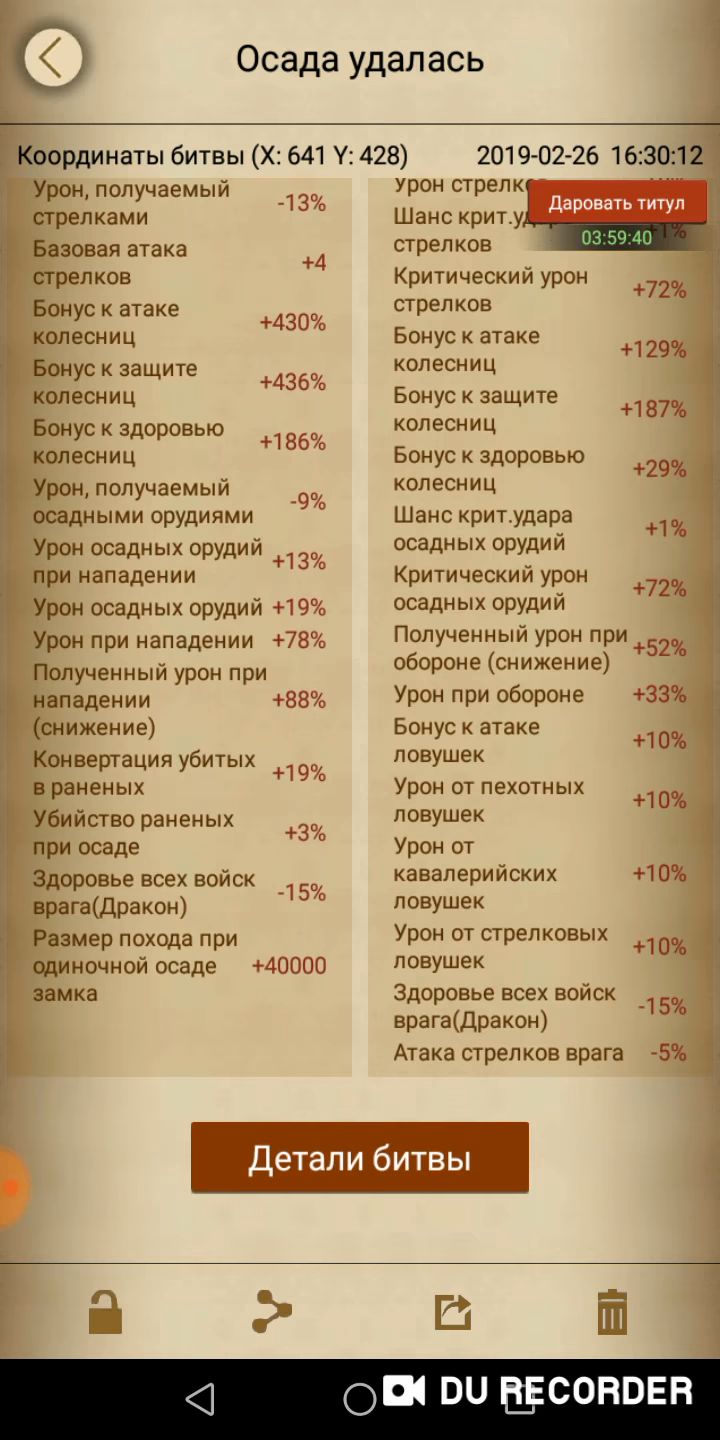 Осада удалась
Координаты битвы (X: 641 Y: 428) 2019-02-26 16:30:12
Урон, получаемый
стрелками -13%
Базовая атака
стрелков +4
Бонус к атаке
колесниц +430%
Бонус к защите
колесниц +436%
Бонус к здоровью
колесниц +186%
Урон, получаемый
осадными орудиями -9%
Урон осадных орудий
при нападении +13%
Урон осадных орудий +19%
Урон при нападении +78%
Полученный урон при
нападении +88%
(снижение)
Конвертация убитых
в раненых +19%
Убийство раненых
при осаде +3%
Здоровье всех войск
врага(Дракон) -15%
Размер похода при
одиночной осаде +40000
замка
Урон
Даровать титул
03:59:40
Шанс
стрелков
Критический урон
стрелков +72%
Бонус к атаке
колесниц +129%
Бонус к защите
колесниц +187%
Бонус к здоровью
колесниц +29%
Шанс крит.удара
осадных орудий +1%
Критический урон
осадных орудий +72%
Полученный урон при
обороне (снижение) +52%
Урон при обороне +33%
Бонус к атаке
ловушек +10%
Урон от пехотных
ловушек +10%
Урон от
кавалерийских +10%
ловушек
Урон от стрелковых
ловушек +10%
Здоровье всех войск
врага(Дракон) -15%
Атака стрелков врага -5%
Детали битвы
DU RECORDER